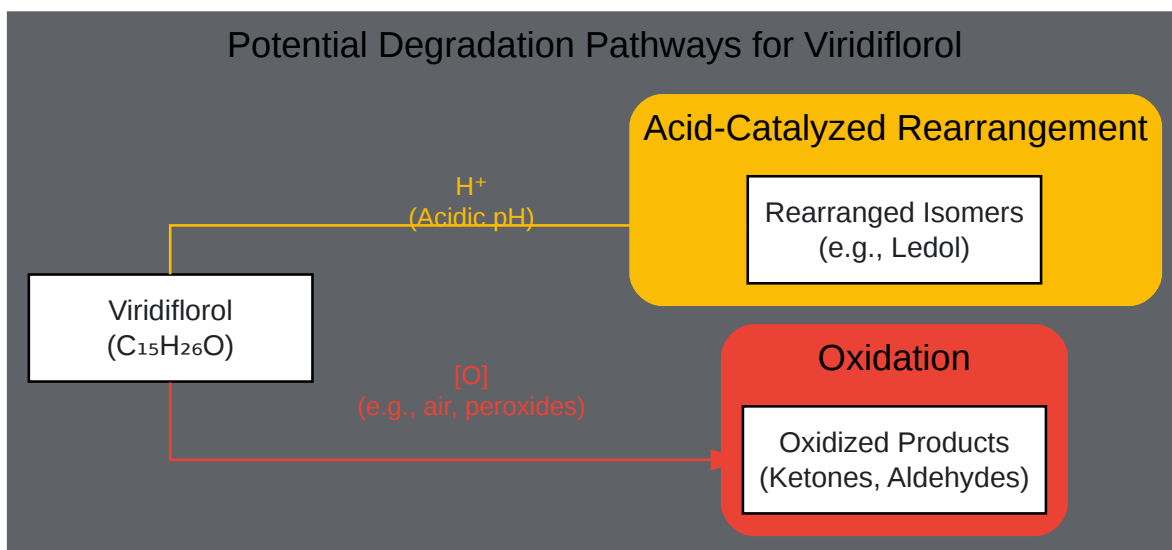 Potential Degradation Pathways for Viridiflorol
Acid-Catalyzed Rearrangement
H⁺
(Acidic pH)
Rearranged Isomers
(e.g., Ledol)
Viridiflorol
(C₁₅H₂₆O)
[O]
(e.g., air, peroxides)
Oxidation
Oxidized Products
(Ketones, Aldehydes)